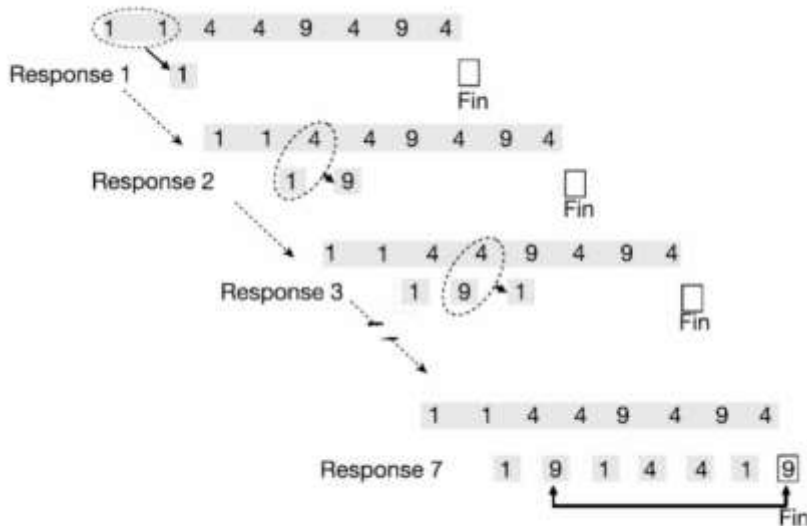 1 1 4 4 9 4 9 4
Response 1 1
Fin
1 1 4 4 9 4 9 4
Response 2 1 9
Fin
1 1 4 4 9 4 9 4
Response 3 1 9 1
Fin
1 1 4 4 9 4 9 4
Response 7 1 9 1 4 4 1 9
Fin